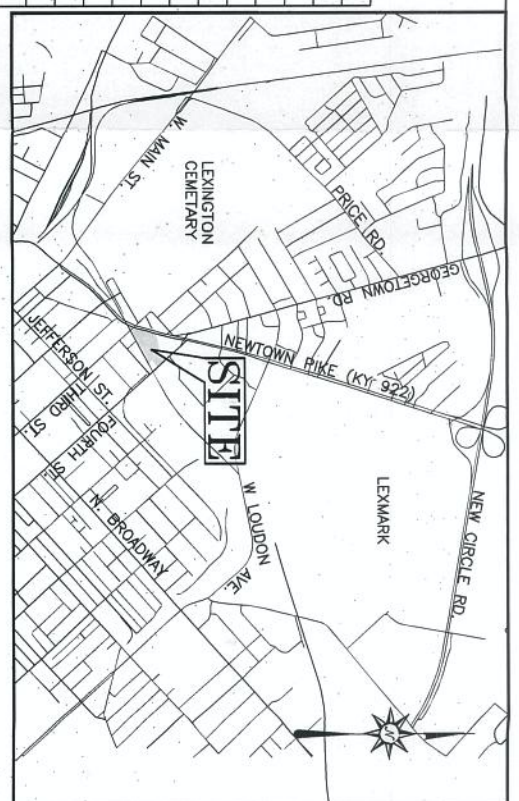 W. MAIN ST.
LEXINGTON
CEMETARY
PRICE RD.
GEORGETOWN RD.
NEWTOWN PIKE (KY 922)
SITE
JEFFERSON ST.
THIRD ST.
FOURTH ST.
N. BROADWAY
W LOUDON AVE.
LEXMARK
NEW CIRCLE RD.
N